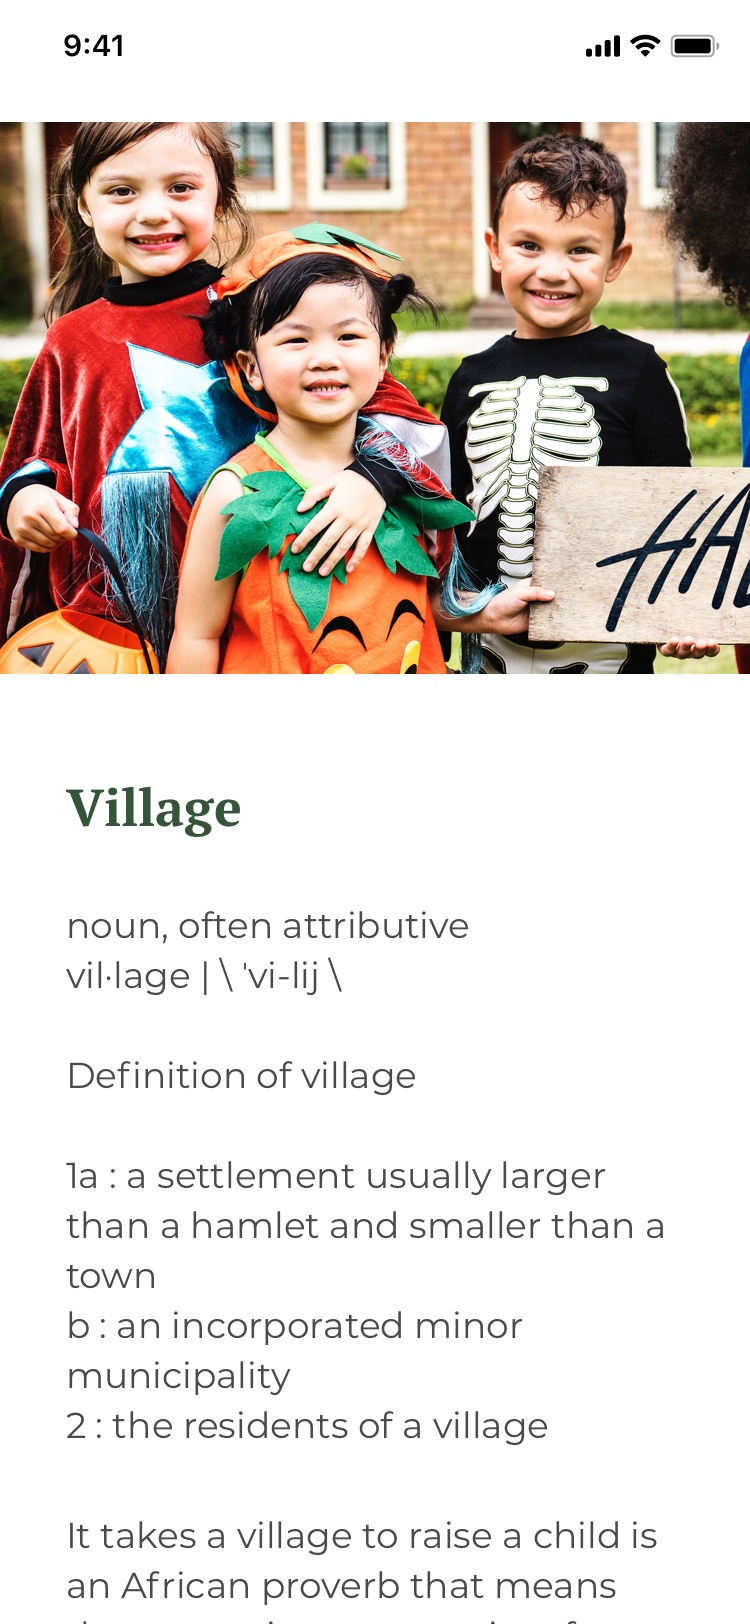 9:41
HA
Village
noun, often attributive
vil·lage | \ ˈvi-lij \
Definition of village
1a : a settlement usually larger
than a hamlet and smaller than a
town
b : an incorporated minor
municipality
2 : the residents of a village
It takes a village to raise a child is
an African proverb that means